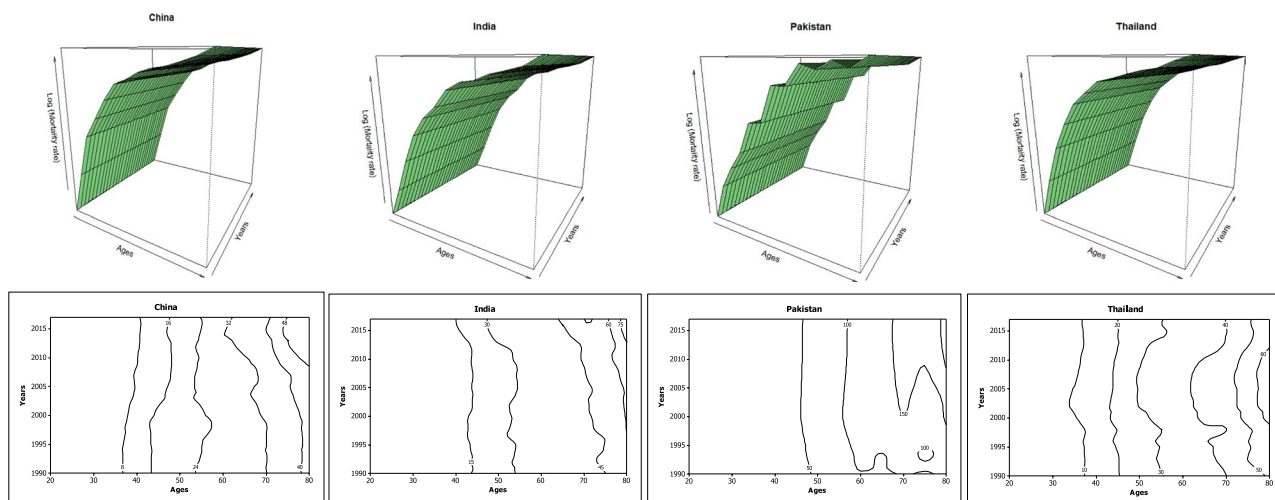 China
Log (Mortality rate)
Ages
Years
India
Log (Mortality rate)
Ages
Years
Pakistan
Log (Mortality rate)
Ages
Years
Thailand
Log (Mortality rate)
Ages
Years
China
Years
2015
2010
2005
2000
1995
1990
16
32
48
8
24
40
20 30 40 50 60 70 80
Ages
India
Years
2015
2010
2005
2000
1995
1990
30
60
75
15
45
20 30 40 50 60 70 80
Ages
Pakistan
Years
2015
2010
2005
2000
1995
1990
100
150
100
50
20 30 40 50 60 70 80
Ages
Thailand
Years
2015
2010
2005
2000
1995
1990
20
40
60
10
30
50
20 30 40 50 60 70 80
Ages